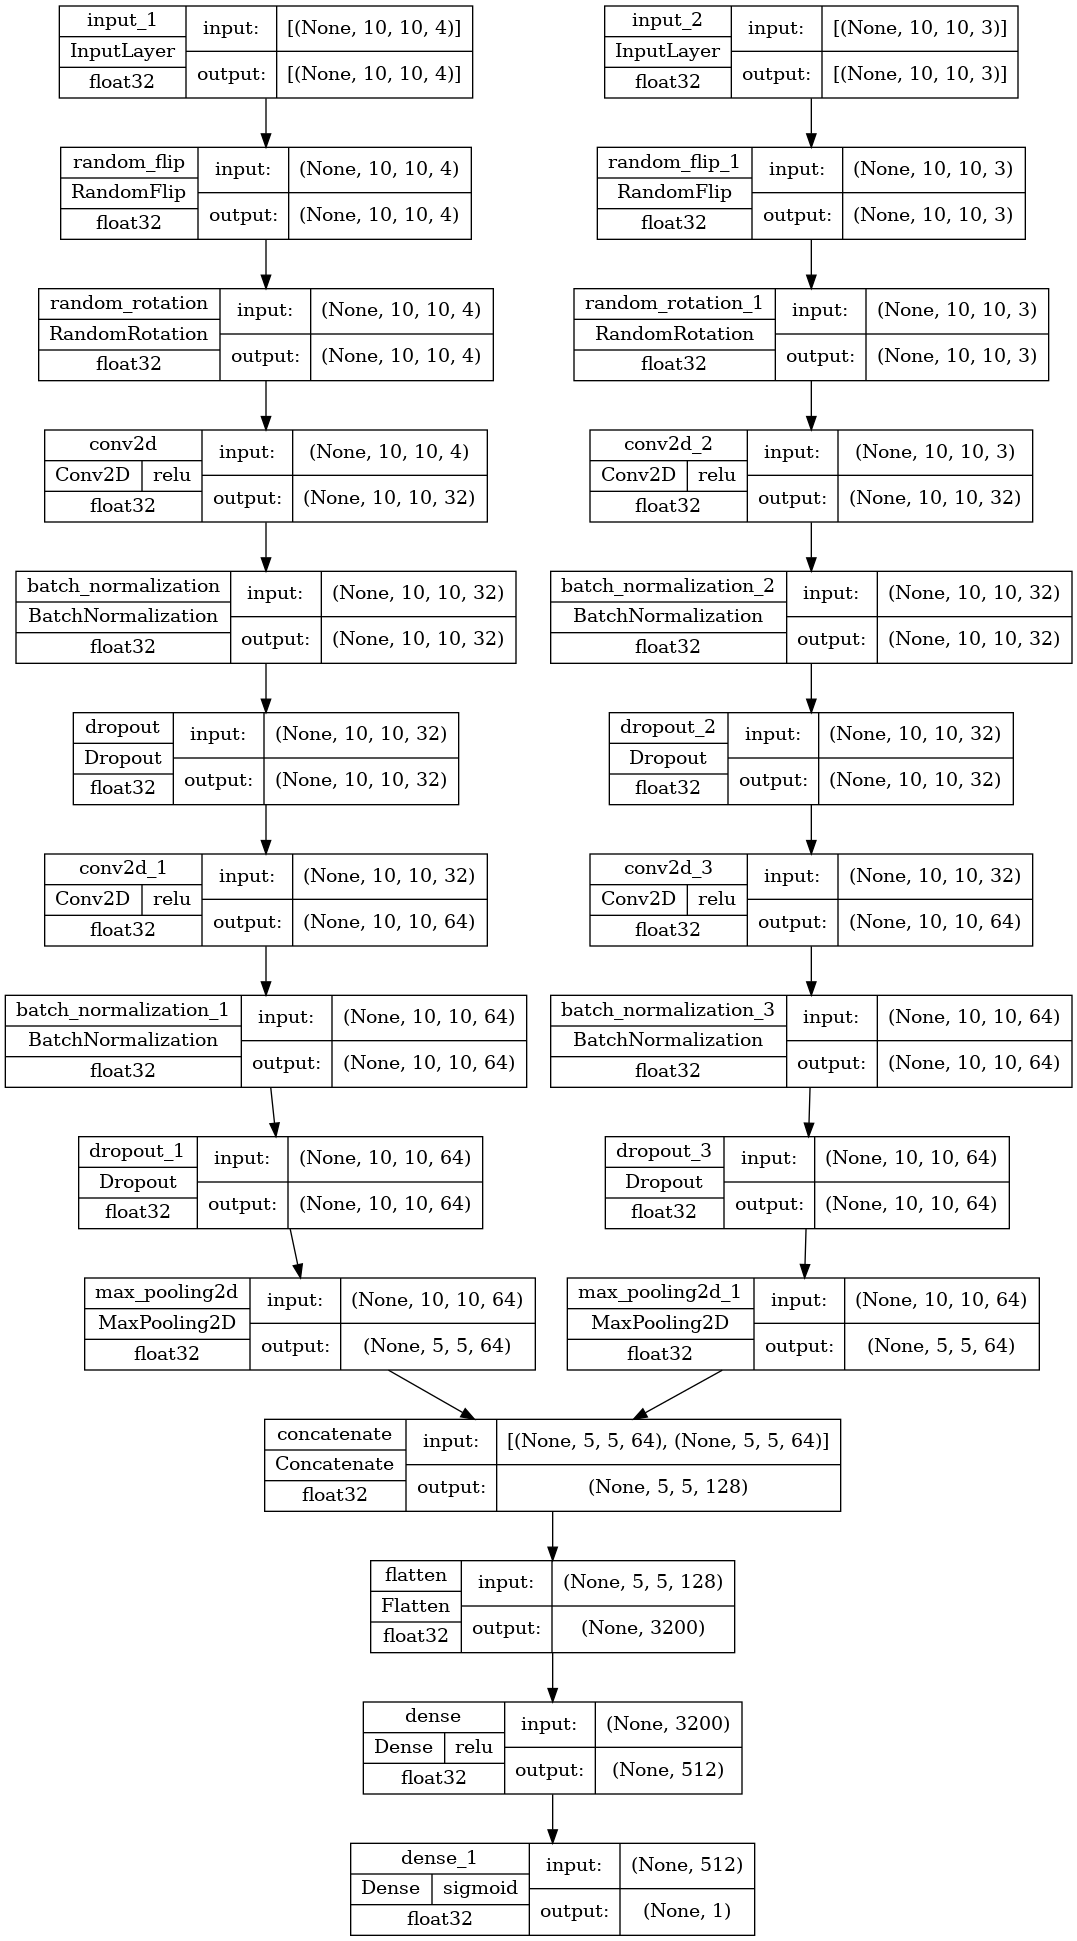 input_1
InputLayer
float32
input:
[(None, 10, 10, 4)]
output:
[(None, 10, 10, 4)]
input_2
InputLayer
float32
input:
[(None, 10, 10, 3)]
output:
[(None, 10, 10, 3)]
random_flip
RandomFlip
float32
input:
(None, 10, 10, 4)
output:
(None, 10, 10, 4)
random_flip_1
RandomFlip
float32
input:
(None, 10, 10, 3)
output:
(None, 10, 10, 3)
random_rotation
RandomRotation
float32
input:
(None, 10, 10, 4)
output:
(None, 10, 10, 4)
random_rotation_1
RandomRotation
float32
input:
(None, 10, 10, 3)
output:
(None, 10, 10, 3)
conv2d
Conv2D relu
float32
input:
(None, 10, 10, 4)
output:
(None, 10, 10, 32)
conv2d_2
Conv2D relu
float32
input:
(None, 10, 10, 3)
output:
(None, 10, 10, 32)
batch_normalization
BatchNormalization
float32
input:
(None, 10, 10, 32)
output:
(None, 10, 10, 32)
batch_normalization_2
BatchNormalization
float32
input:
(None, 10, 10, 32)
output:
(None, 10, 10, 32)
dropout
Dropout
float32
input:
(None, 10, 10, 32)
output:
(None, 10, 10, 32)
dropout_2
Dropout
float32
input:
(None, 10, 10, 32)
output:
(None, 10, 10, 32)
conv2d_1
Conv2D relu
float32
input:
(None, 10, 10, 32)
output:
(None, 10, 10, 64)
conv2d_3
Conv2D relu
float32
input:
(None, 10, 10, 32)
output:
(None, 10, 10, 64)
batch_normalization_1
BatchNormalization
float32
input:
(None, 10, 10, 64)
output:
(None, 10, 10, 64)
batch_normalization_3
BatchNormalization
float32
input:
(None, 10, 10, 64)
output:
(None, 10, 10, 64)
dropout_1
Dropout
float32
input:
(None, 10, 10, 64)
output:
(None, 10, 10, 64)
dropout_3
Dropout
float32
input:
(None, 10, 10, 64)
output:
(None, 10, 10, 64)
max_pooling2d
MaxPooling2D
float32
input:
(None, 10, 10, 64)
output:
(None, 5, 5, 64)
max_pooling2d_1
MaxPooling2D
float32
input:
(None, 10, 10, 64)
output:
(None, 5, 5, 64)
concatenate
Concatenate
float32
input:
[(None, 5, 5, 64), (None, 5, 5, 64)]
output:
(None, 5, 5, 128)
flatten
Flatten
float32
input:
(None, 5, 5, 128)
output:
(None, 3200)
dense
Dense relu
float32
input:
(None, 3200)
output:
(None, 512)
dense_1
Dense sigmoid
float32
input:
(None, 512)
output:
(None, 1)